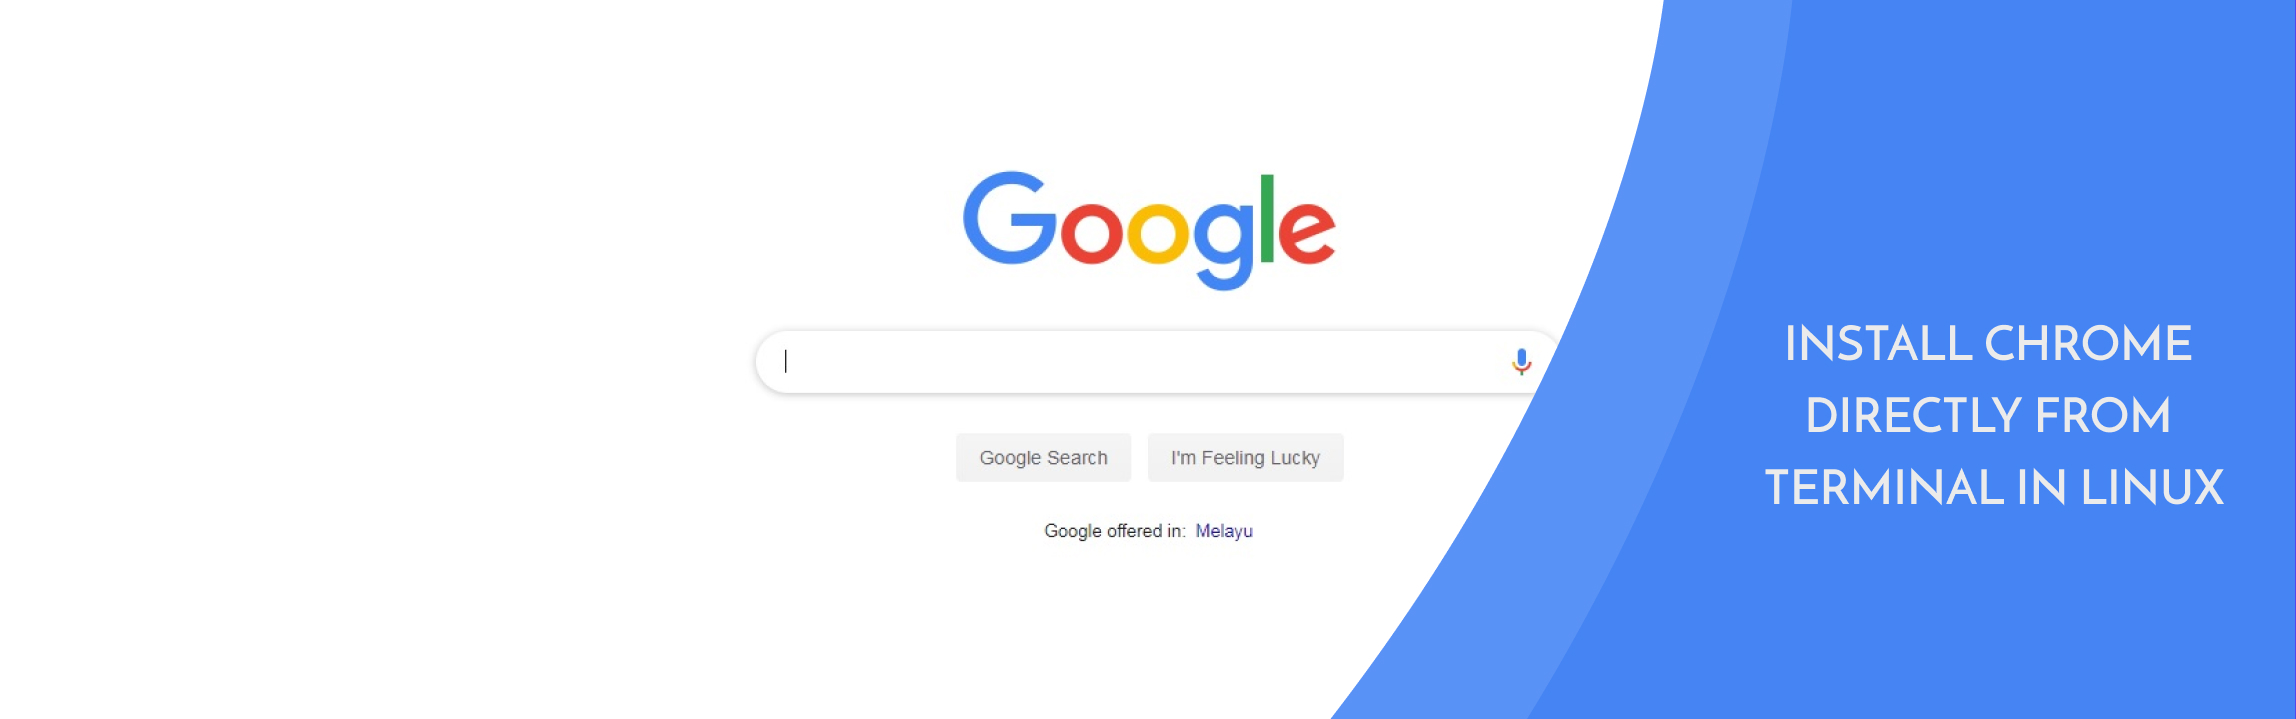 Google
Google Search
I'm Feeling Lucky
Google offered in: Melayu
INSTALL CHROME
DIRECTLY FROM
TERMINAL IN LINUX